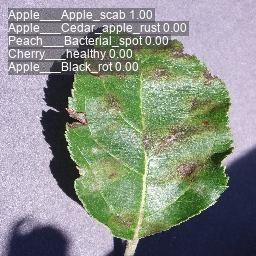 Apple___Apple_scab 1.00
Apple___Cedar_apple_rust 0.00
Peach___Bacterial_spot 0.00
Cherry___healthy 0.00
Apple___Black_rot 0.00